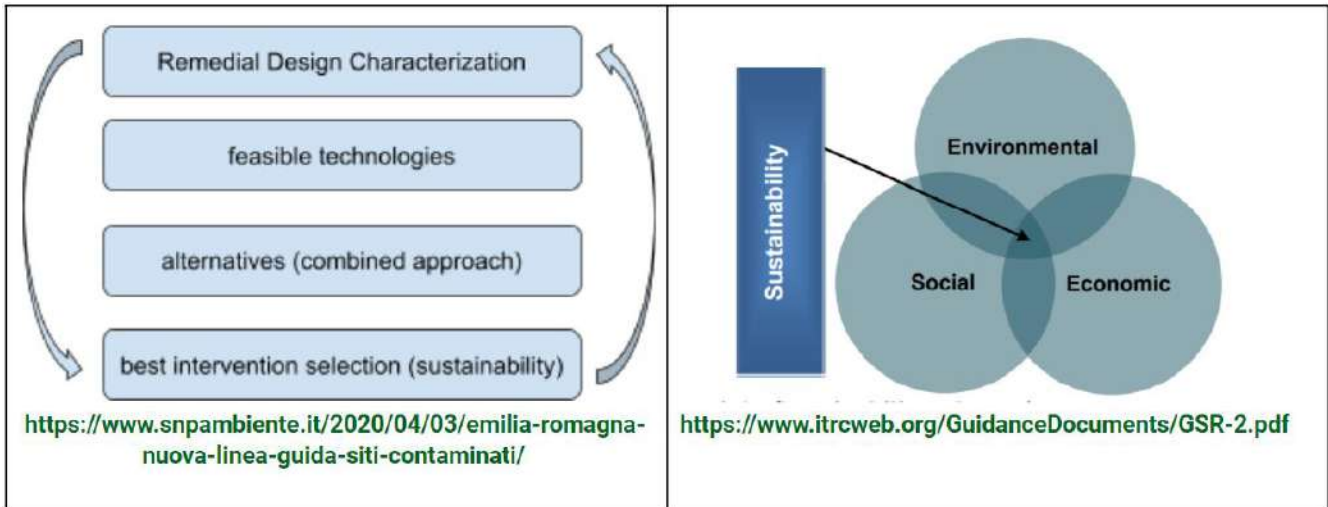 Remedial Design Characterization
feasible technologies
alternatives (combined approach)
best intervention selection (sustainability)
https://www.snpambiente.it/2020/04/03/emilia-romagna-
nuova-linea-guida-siti-contaminati/
Sustainability
Environmental
Social
Economic
https://www.itrcweb.org/GuidanceDocuments/GSR-2.pdf